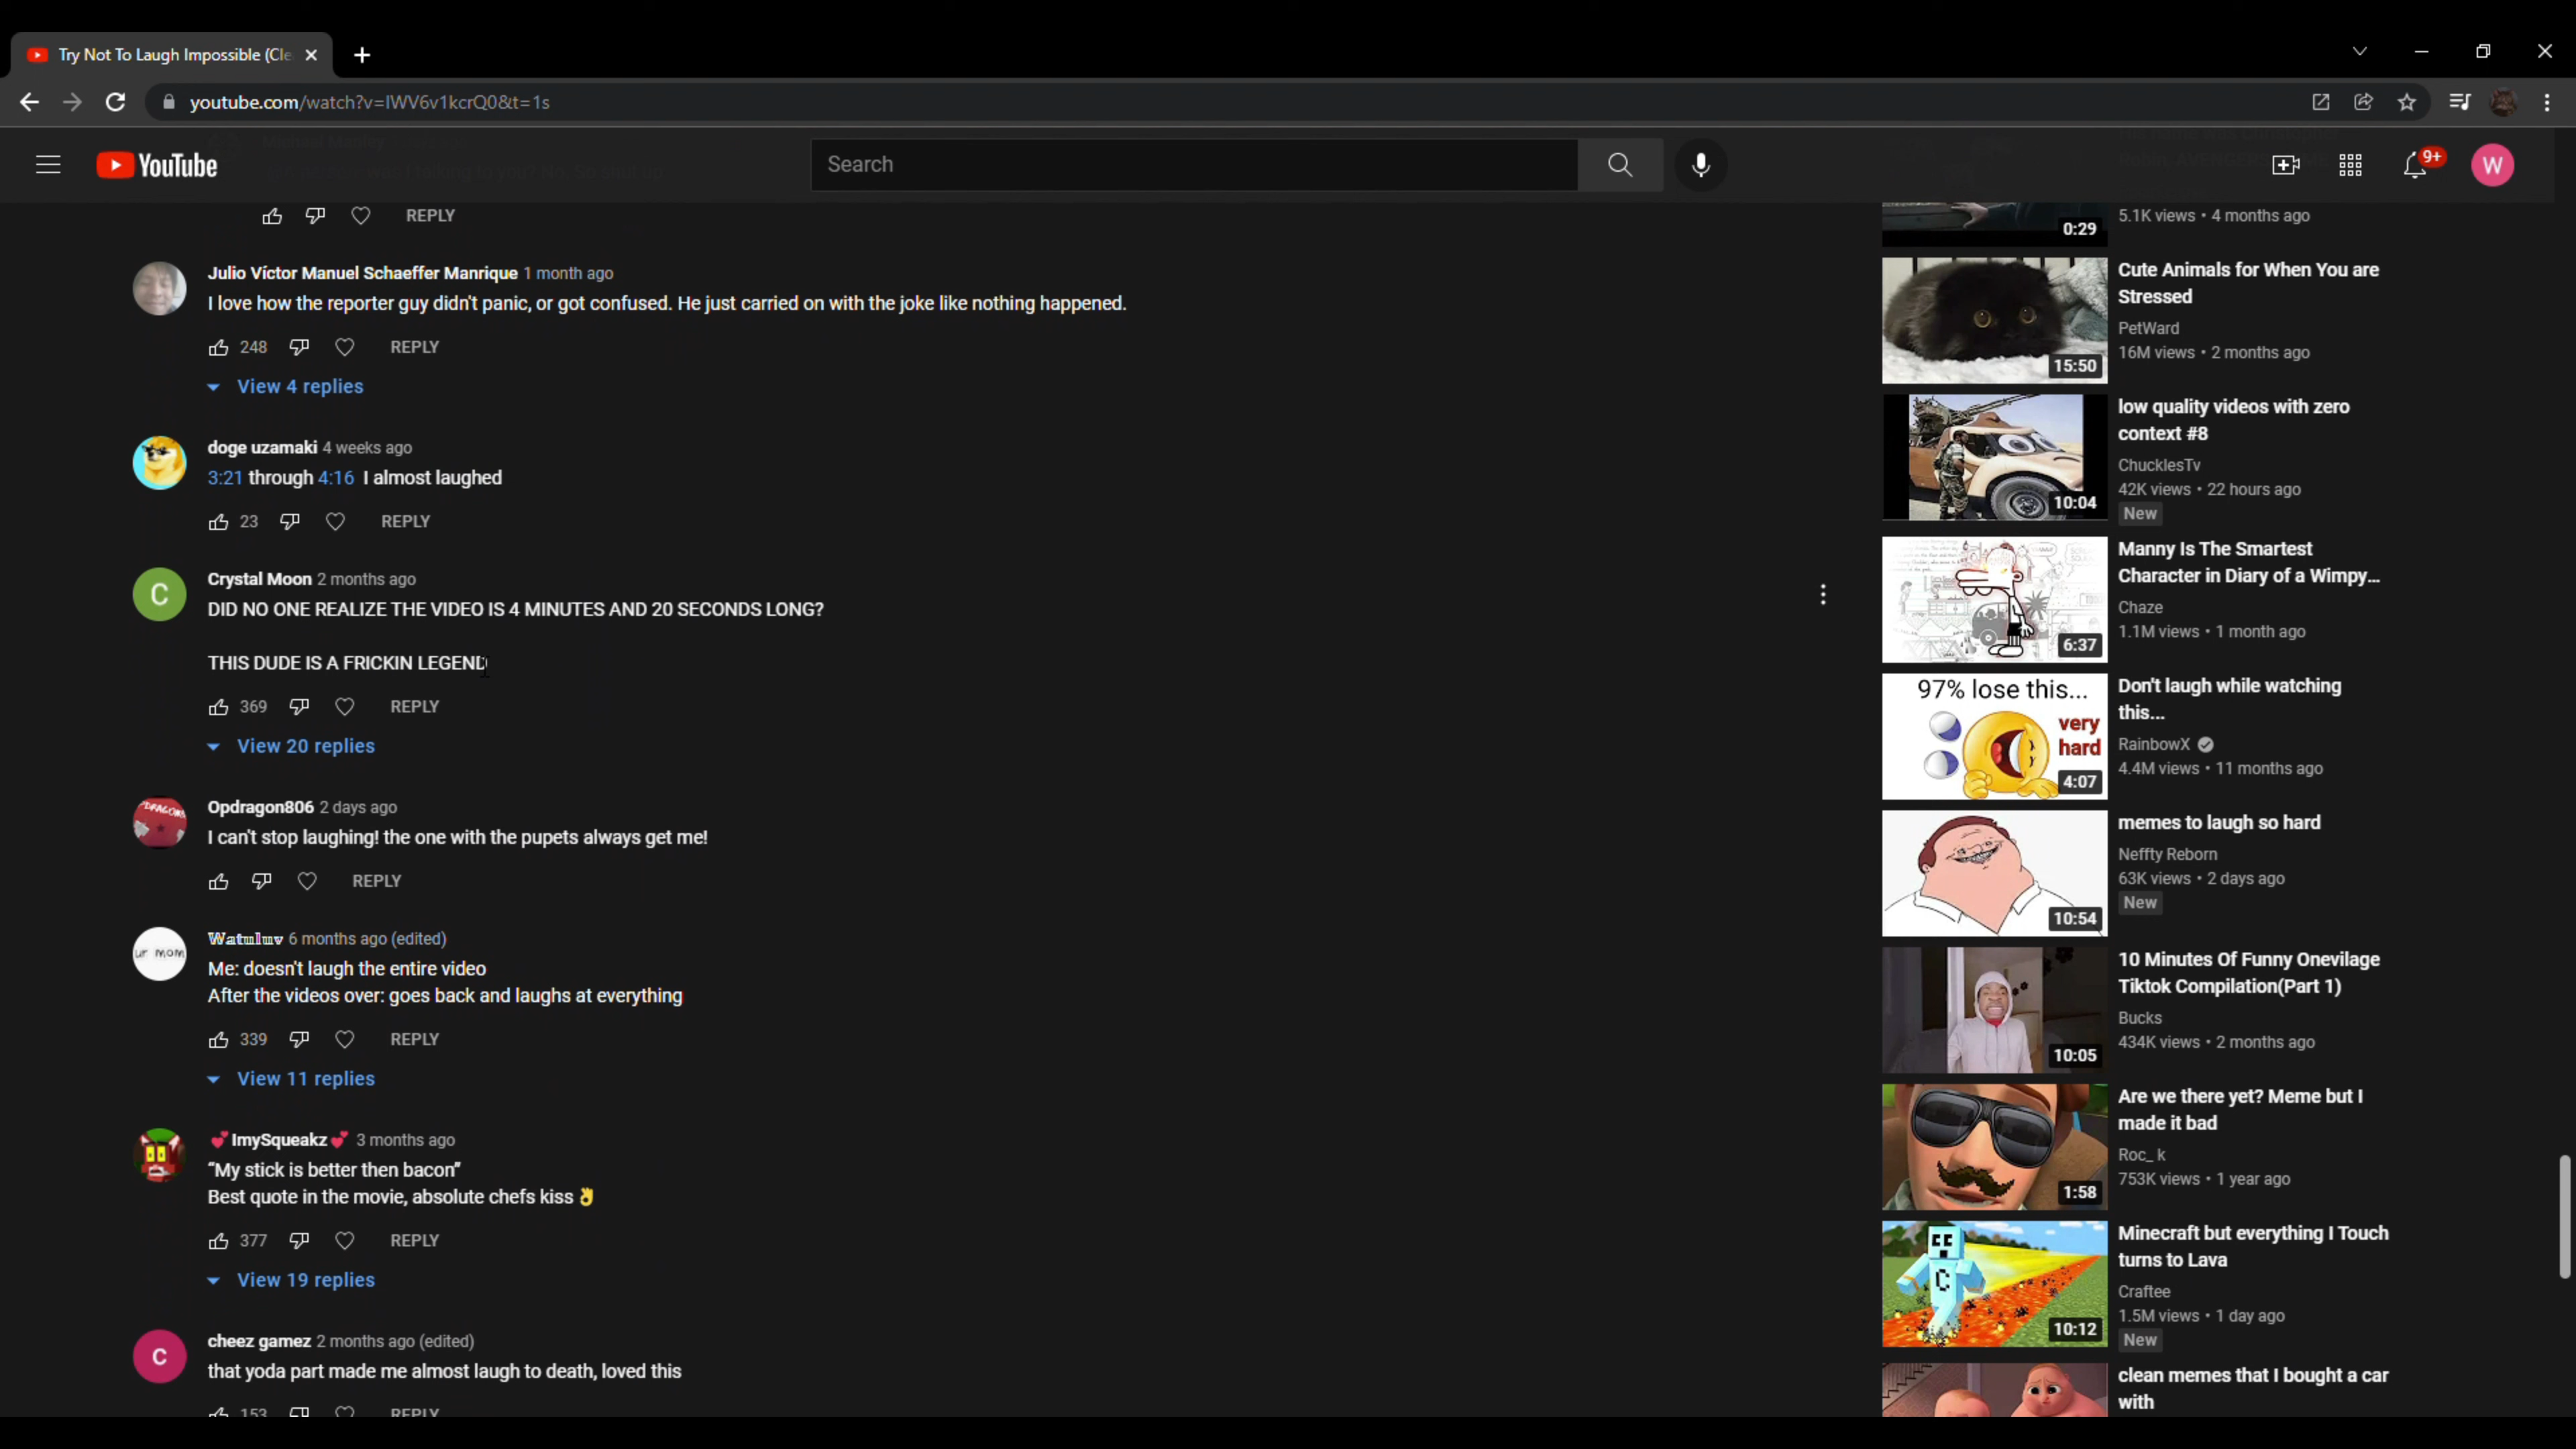 Try Not To Laugh Impossible (Cle
youtube.com/watch?v=IWV6v1kcrQ0&t=1s
YouTube
Search
9+
W
REPLY
Julio Víctor Manuel Schaeffer Manrique 1 month ago
I love how the reporter guy didn't panic, or got confused. He just carried on with the joke like nothing happened.
248 REPLY
View 4 replies
doge uzamaki 4 weeks ago
3:21 through 4:16 I almost laughed
23 REPLY
C
Crystal Moon 2 months ago
DID NO ONE REALIZE THE VIDEO IS 4 MINUTES AND 20 SECONDS LONG?
THIS DUDE IS A FRICKIN LEGEND
369 REPLY
View 20 replies
Opdragon806 2 days ago
I can't stop laughing! the one with the pupets always get me!
REPLY
ur mom
𝕎𝕒𝕥𝕦𝕝𝕦𝕧 6 months ago (edited)
Me: doesn't laugh the entire video
After the videos over: goes back and laughs at everything
339 REPLY
View 11 replies
💕ImySqueakz💕 3 months ago
“My stick is better then bacon”
Best quote in the movie, absolute chefs kiss👌
377 REPLY
View 19 replies
C
cheez gamez 2 months ago (edited)
that yoda part made me almost laugh to death, loved this
153 REPLY
5.1K views • 4 months ago
0:29
Cute Animals for When You are
Stressed
PetWard
16M views • 2 months ago
15:50
low quality videos with zero
context #8
ChucklesTv
42K views • 22 hours ago
10:04
New
Manny Is The Smartest
Character in Diary of a Wimpy...
Chaze
1.1M views • 1 month ago
6:37
97% lose this...
very
hard
4:07
Don't laugh while watching
this...
RainbowX
4.4M views • 11 months ago
memes to laugh so hard
Neffty Reborn
63K views • 2 days ago
New
10:54
10 Minutes Of Funny Onevilage
Tiktok Compilation(Part 1)
Bucks
434K views • 2 months ago
10:05
Are we there yet? Meme but I
made it bad
Roc_ k
753K views • 1 year ago
1:58
Minecraft but everything I Touch
turns to Lava
Craftee
1.5M views • 1 day ago
C
10:12
New
clean memes that I bought a car
with